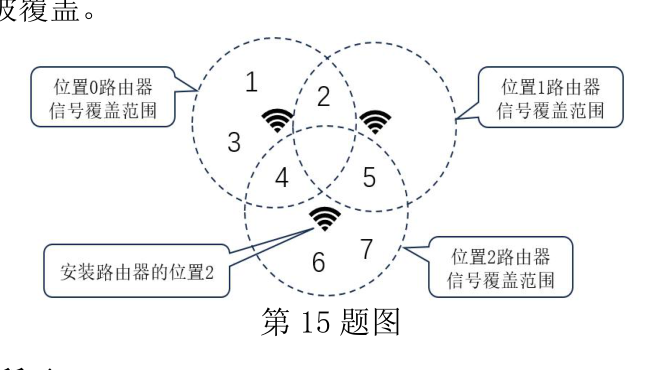 被覆盖。
位置0路由器
信号覆盖范围
1
2
3
4
5
6
7
位置1路由器
信号覆盖范围
安装路由器的位置2
位置2路由器
信号覆盖范围
第 15 题图